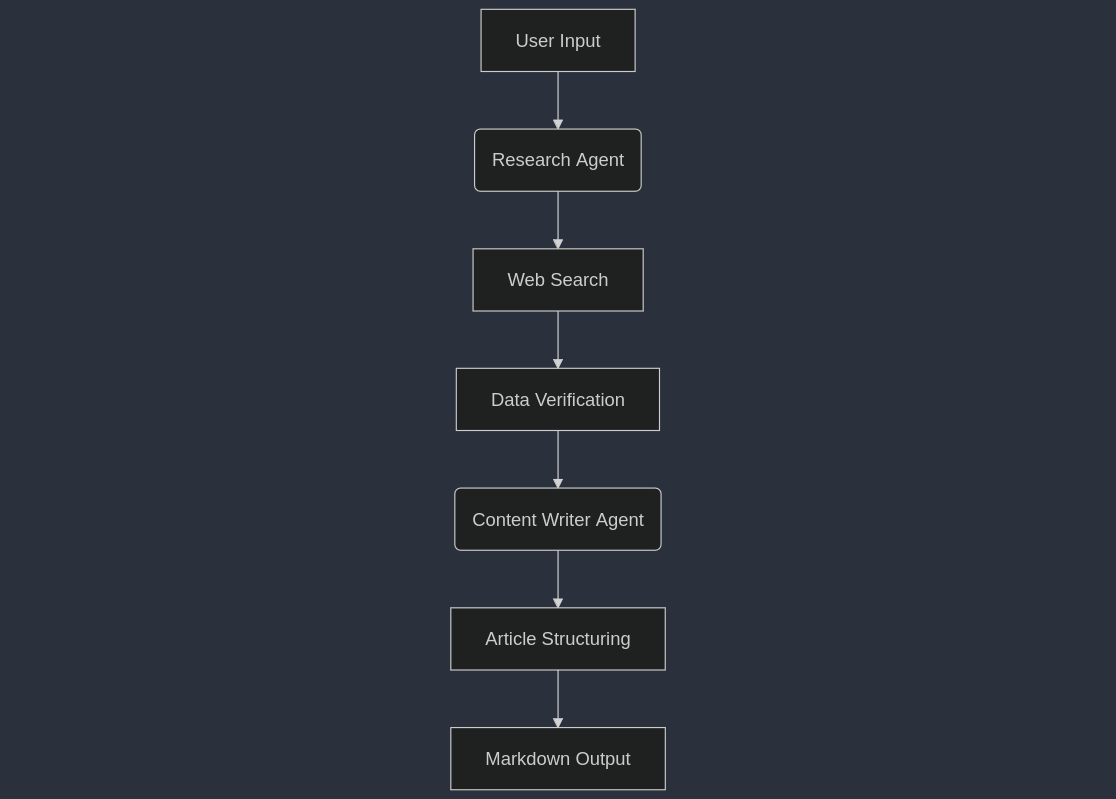 User Input
Research Agent
Web Search
Data Verification
Content Writer Agent
Article Structuring
Markdown Output